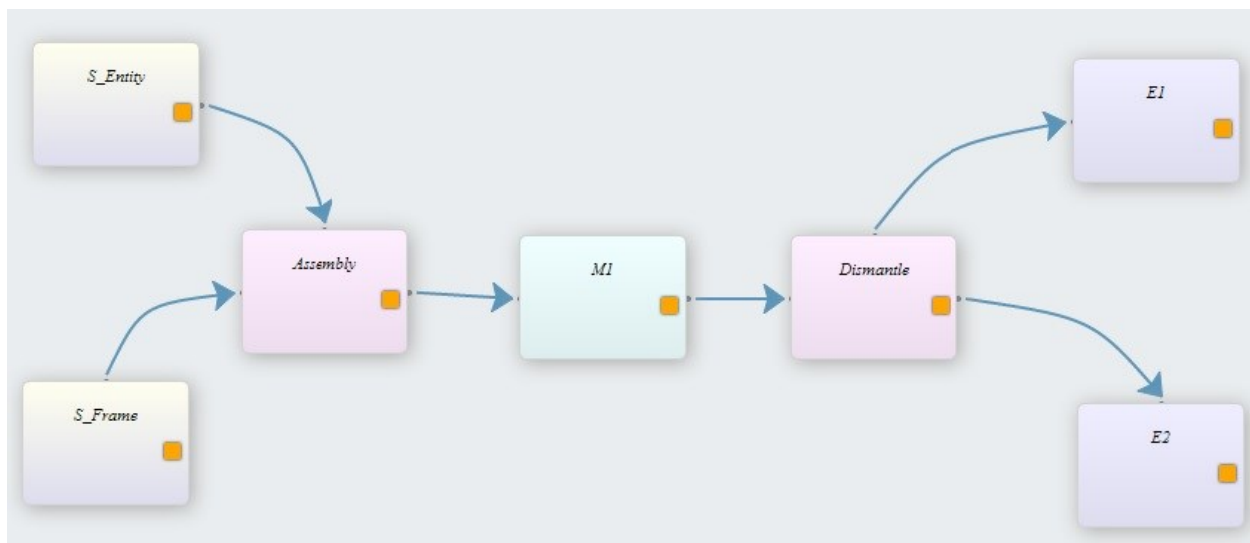 S_Entity
E1
Assembly
M1
Dismantle
S_Frame
E2